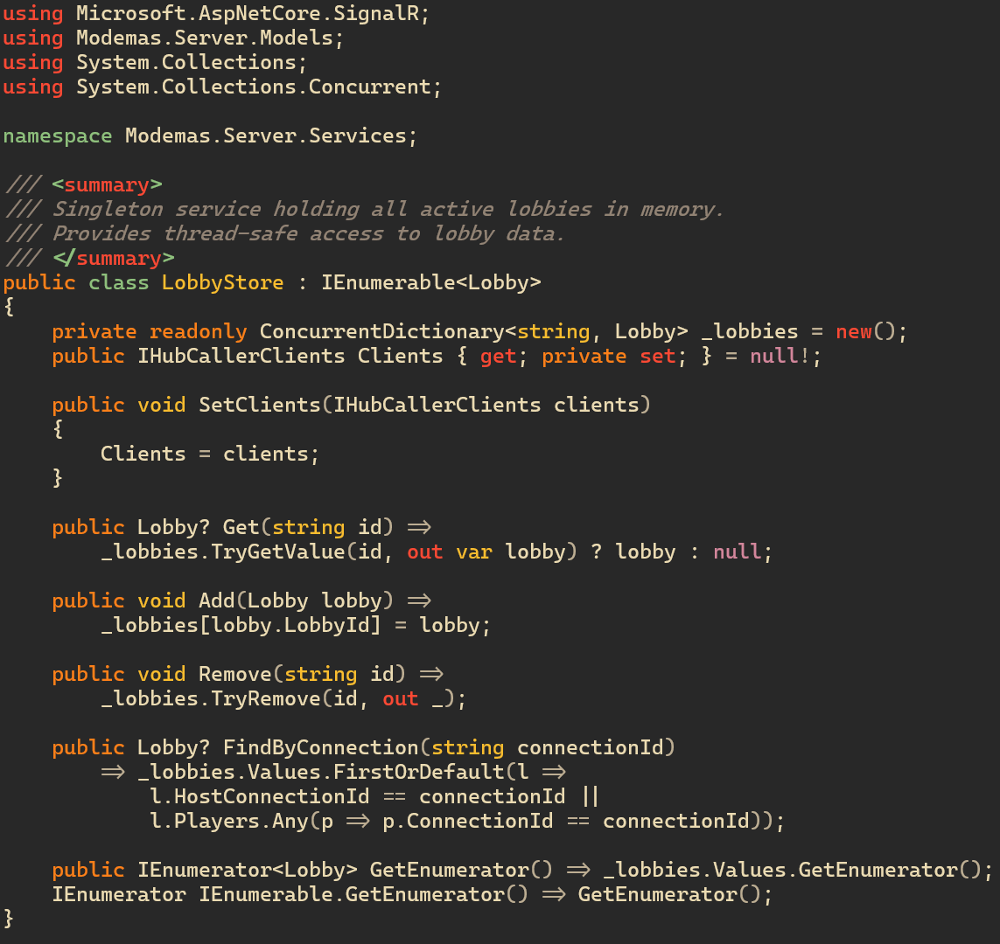 using Microsoft.AspNetCore.SignalR;
using Modemas.Server.Models;
using System.Collections;
using System.Collections.Concurrent;

namespace Modemas.Server.Services;

/// <summary>
/// Singleton service holding all active lobbies in memory.
/// Provides thread-safe access to lobby data.
/// </summary>
public class LobbyStore : IEnumerable<Lobby>
{
    private readonly ConcurrentDictionary<string, Lobby> _lobbies = new();
    public IHubCallerClients Clients { get; private set; } = null!;

    public void SetClients(IHubCallerClients clients)
    {
        Clients = clients;
    }

    public Lobby? Get(string id) =>
        _lobbies.TryGetValue(id, out var lobby) ? lobby : null;

    public void Add(Lobby lobby) =>
        _lobbies[lobby.LobbyId] = lobby;

    public void Remove(string id) =>
        _lobbies.TryRemove(id, out _);

    public Lobby? FindByConnection(string connectionId)
        => _lobbies.Values.FirstOrDefault(l =>
            l.HostConnectionId == connectionId ||
            l.Players.Any(p => p.ConnectionId == connectionId));

    public IEnumerator<Lobby> GetEnumerator() => _lobbies.Values.GetEnumerator();
    IEnumerator IEnumerable.GetEnumerator() => GetEnumerator();
}